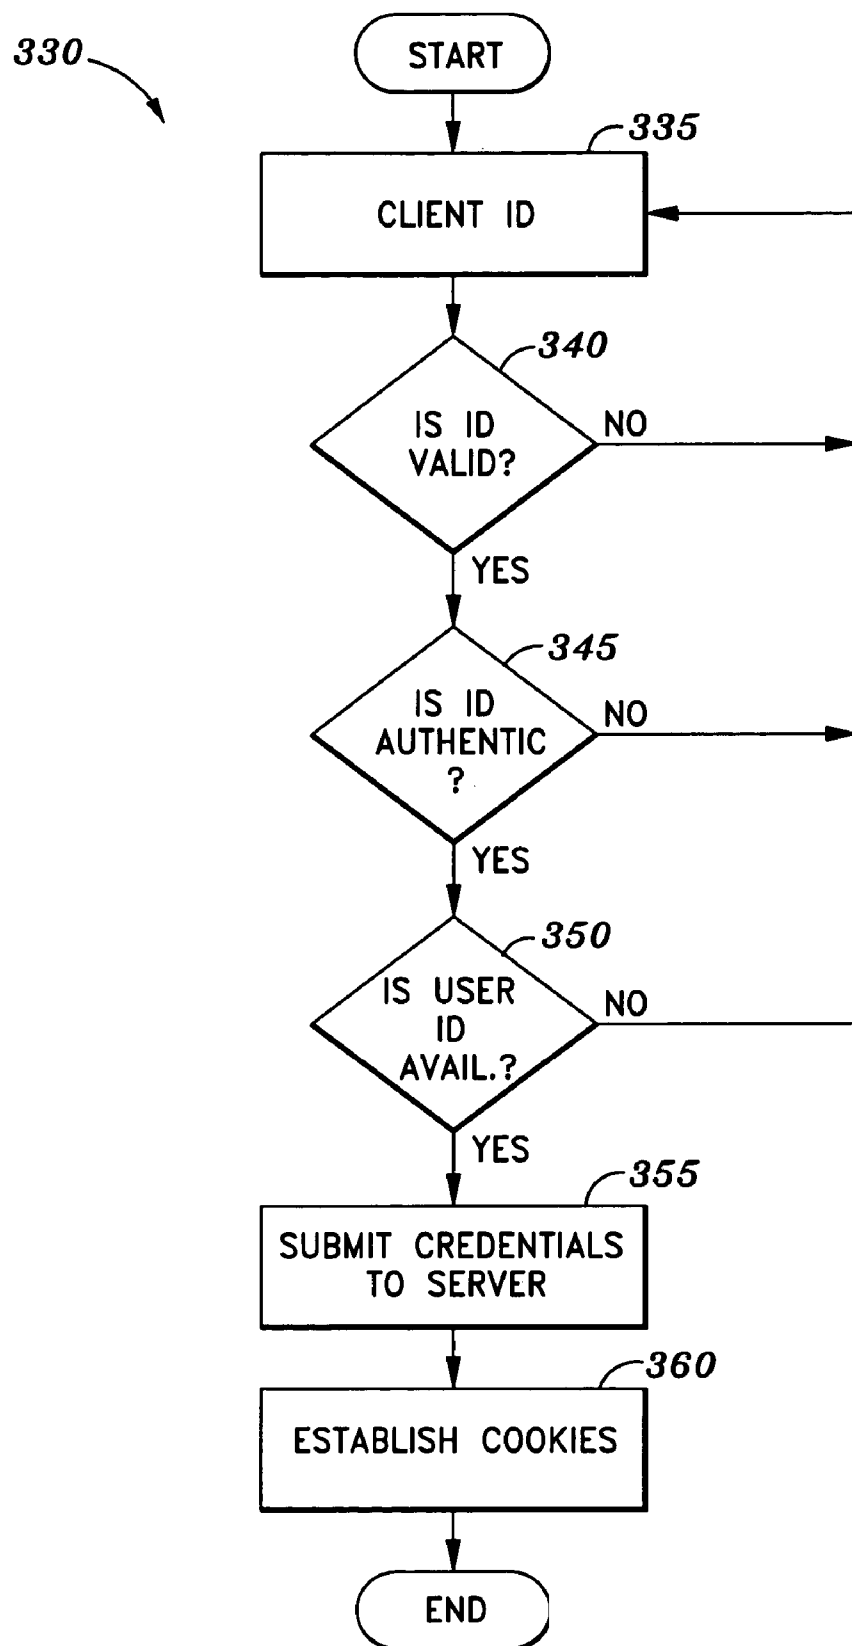 START
330
335
CLIENT ID
340
IS ID
VALID?
NO
YES
345
IS ID
AUTHENTIC
?
NO
YES
350
IS USER
ID
AVAIL.?
NO
YES
355
SUBMIT CREDENTIALS
TO SERVER
360
ESTABLISH COOKIES
END